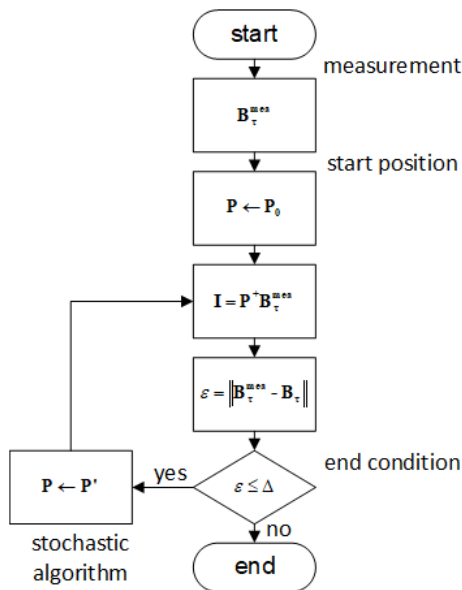 start
measurement
B_τ^mes
start position
P ← P_0
I = P^+ B_τ^mes
ε = ‖B_τ^mes - B_τ‖
end condition
P ← P'
yes
ε ≤ Δ
no
stochastic
algorithm
end